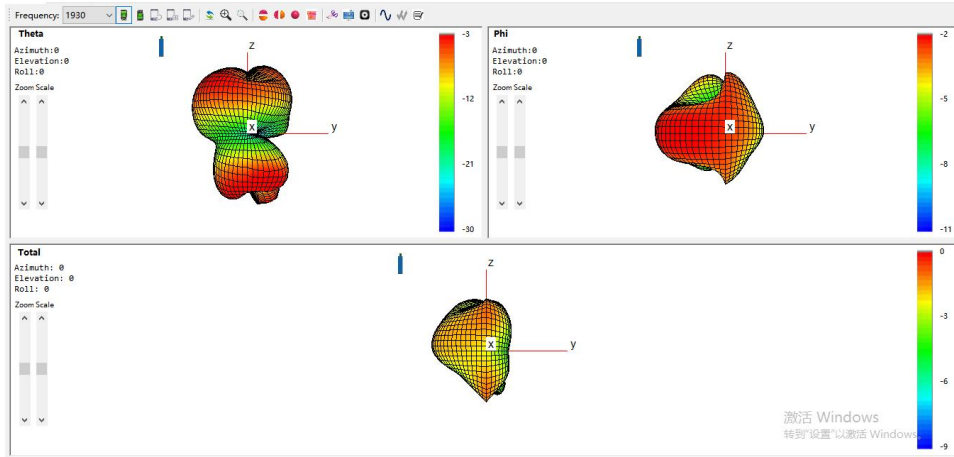 Frequency: 1930
Theta
Azimuth:0
Elevation:0
Roll:0
Zoom Scale
z
x
y
-3
-12
-21
-30
Phi
Azimuth:0
Elevation:0
Roll:0
Zoom Scale
z
x
y
-2
-5
-8
-11
Total
Azimuth: 0
Elevation: 0
Roll: 0
Zoom Scale
z
x
y
0
-3
-6
-9
激活 Windows
转到"设置"以激活 Windows。